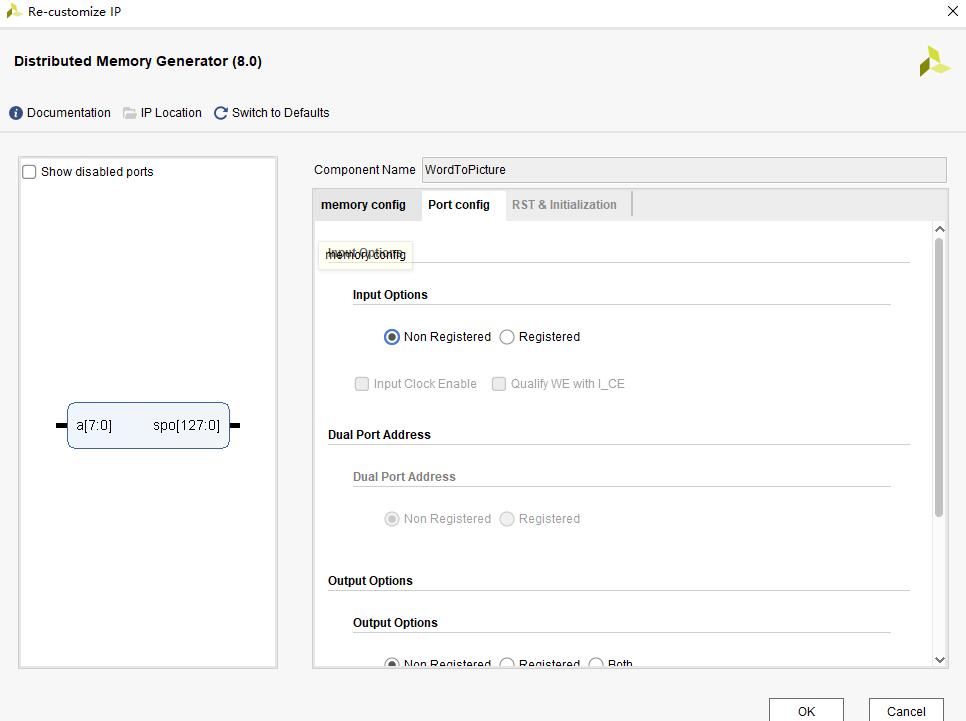 Re-customize IP
Distributed Memory Generator (8.0)
Documentation IP Location Switch to Defaults
Show disabled ports
a[7:0] spo[127:0]
Component Name WordToPicture
memory config Port config RST & Initialization
Input Options
memory config
Input Options
Non Registered Registered
Input Clock Enable Qualify WE with I_CE
Dual Port Address
Dual Port Address
Non Registered Registered
Output Options
Output Options
Non Registered Registered Both
OK Cancel